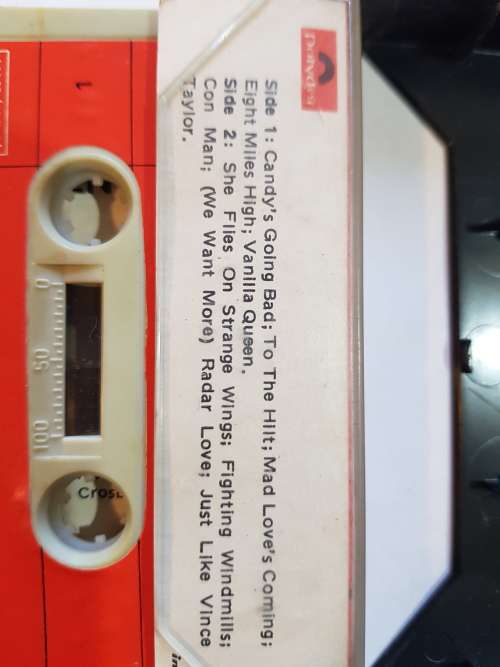 polydor
Side 1: Candy's Going Bad; To The Hilt; Mad Love's Coming;
Eight Miles High; Vanilla Queen.
Side 2: She Flies On Strange Wings; Fighting Windmills;
Con Man; (We Want More) Radar Love; Just Like Vince
Taylor.
1
0 50 100